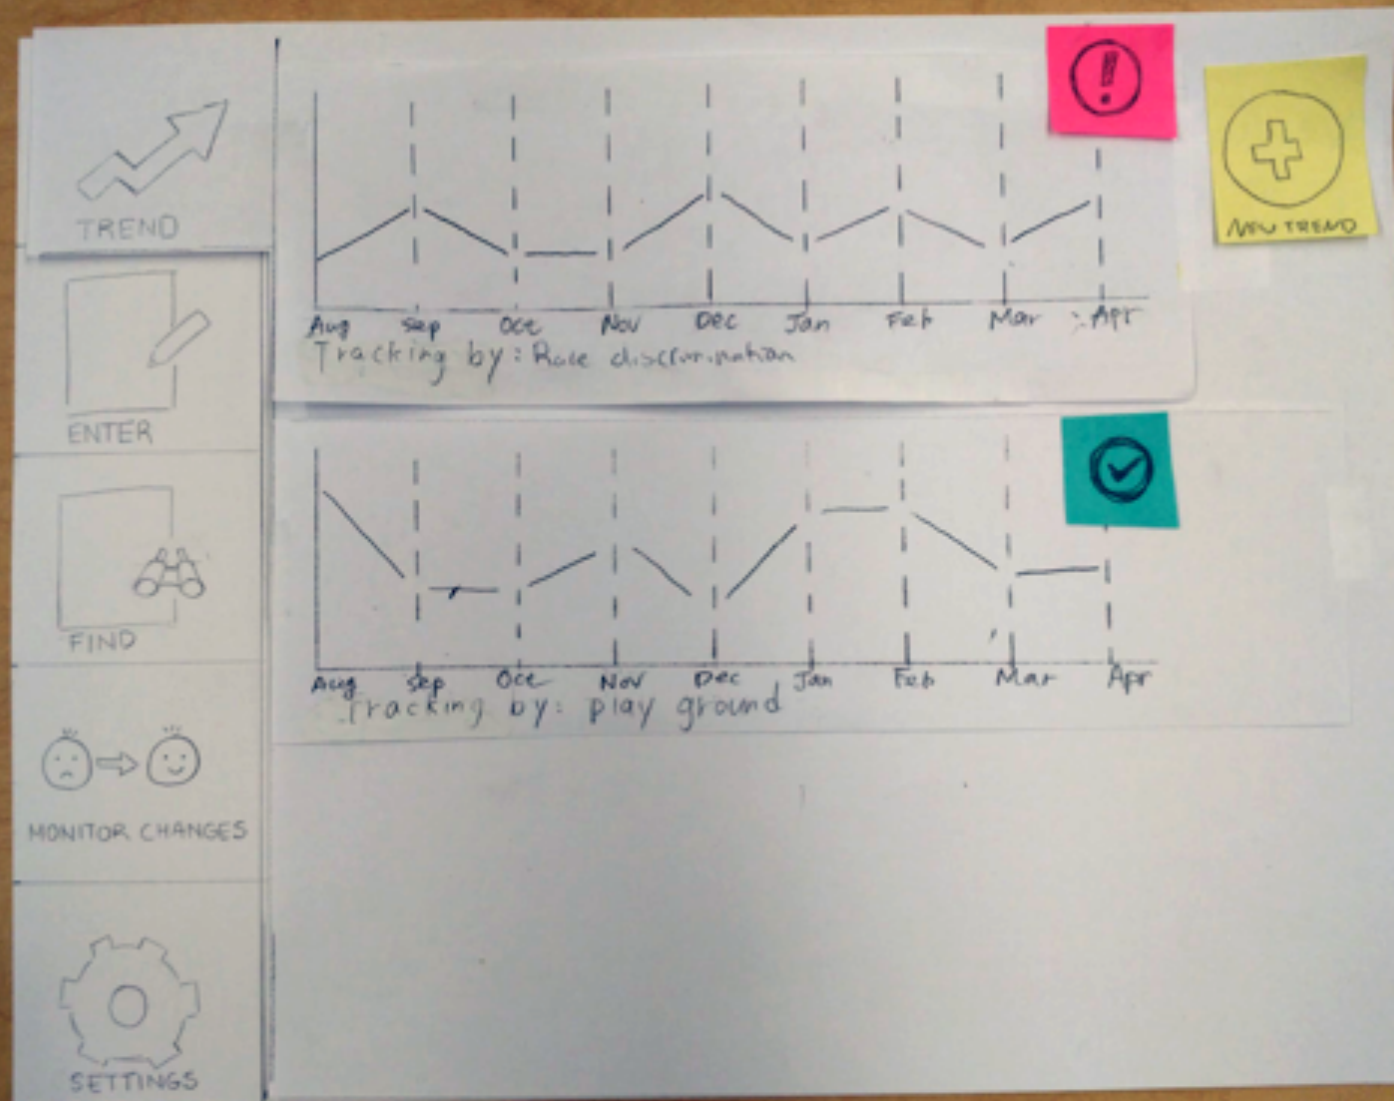 TREND
ENTER
FIND
MONITOR CHANGES
SETTINGS
!
NEW TREND
Aug Sep Oct Nov Dec Jan Feb Mar Apr
Tracking by: Race discrimination
Aug Sep Oct Nov Dec Jan Feb Mar Apr
Tracking by: play ground